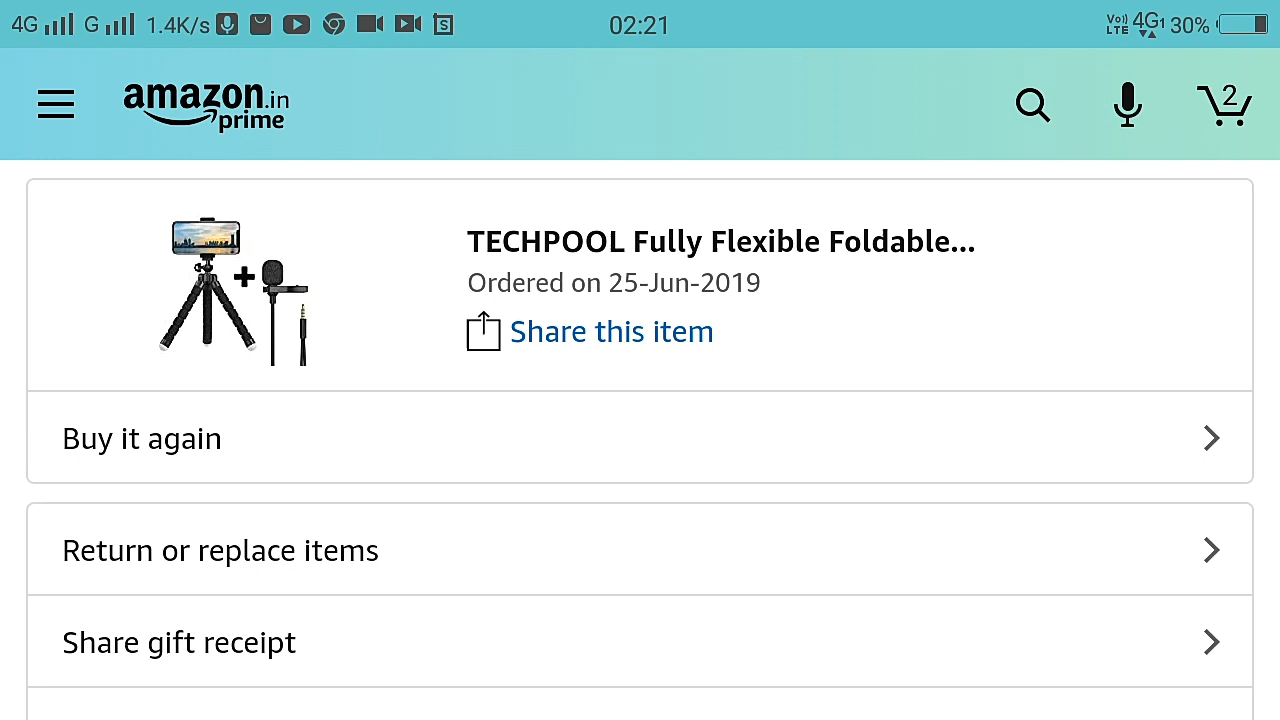 4G G 1.4K/s 02:21 Vo)) LTE 4G1 30%
amazon.in
prime
2
TECHPOOL Fully Flexible Foldable...
Ordered on 25-Jun-2019
Share this item
Buy it again
Return or replace items
Share gift receipt